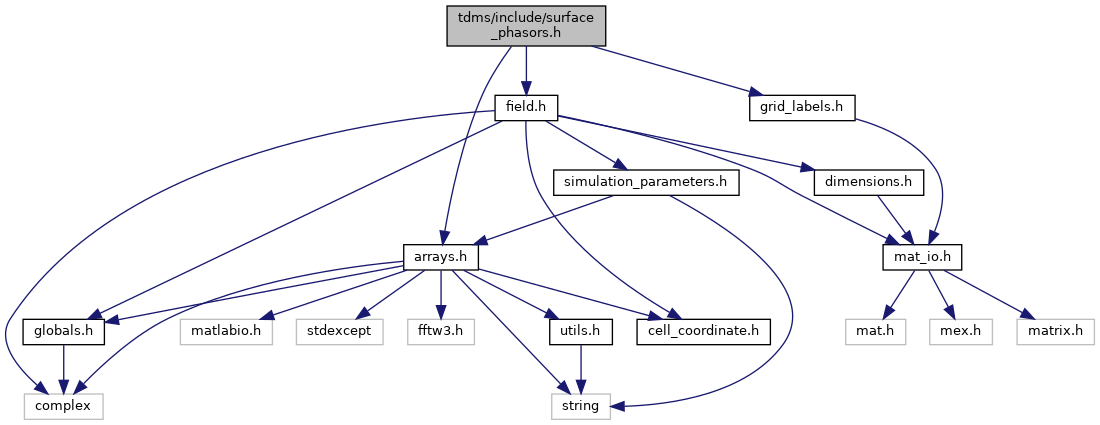 tdms/include/surface
_phasors.h
field.h
grid_labels.h
simulation_parameters.h
dimensions.h
arrays.h
mat_io.h
globals.h
matlabio.h
stdexcept
fftw3.h
utils.h
cell_coordinate.h
mat.h
mex.h
matrix.h
complex
string